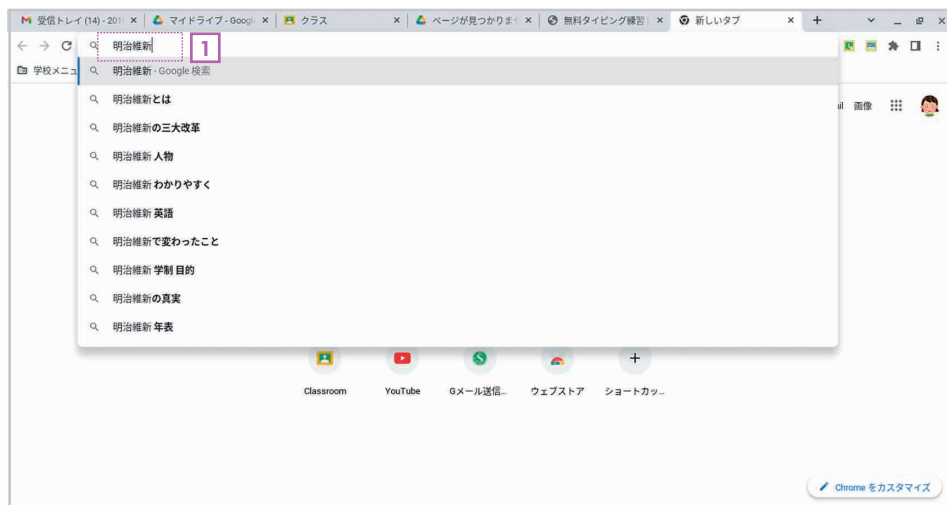 受信トレイ (14) - 201
マイドライブ - Googl
クラス
ページが見つかりませ
無料タイピング練習
新しいタブ
明治維新
1
学校メニュ
明治維新 - Google 検索
明治維新とは
明治維新の三大改革
明治維新 人物
明治維新 わかりやすく
明治維新 英語
明治維新で変わったこと
明治維新 学制 目的
明治維新の真実
明治維新 年表
ail 画像
Classroom
YouTube
Gメール送信...
ウェブストア
ショートカッ...
Chrome をカスタマイズ